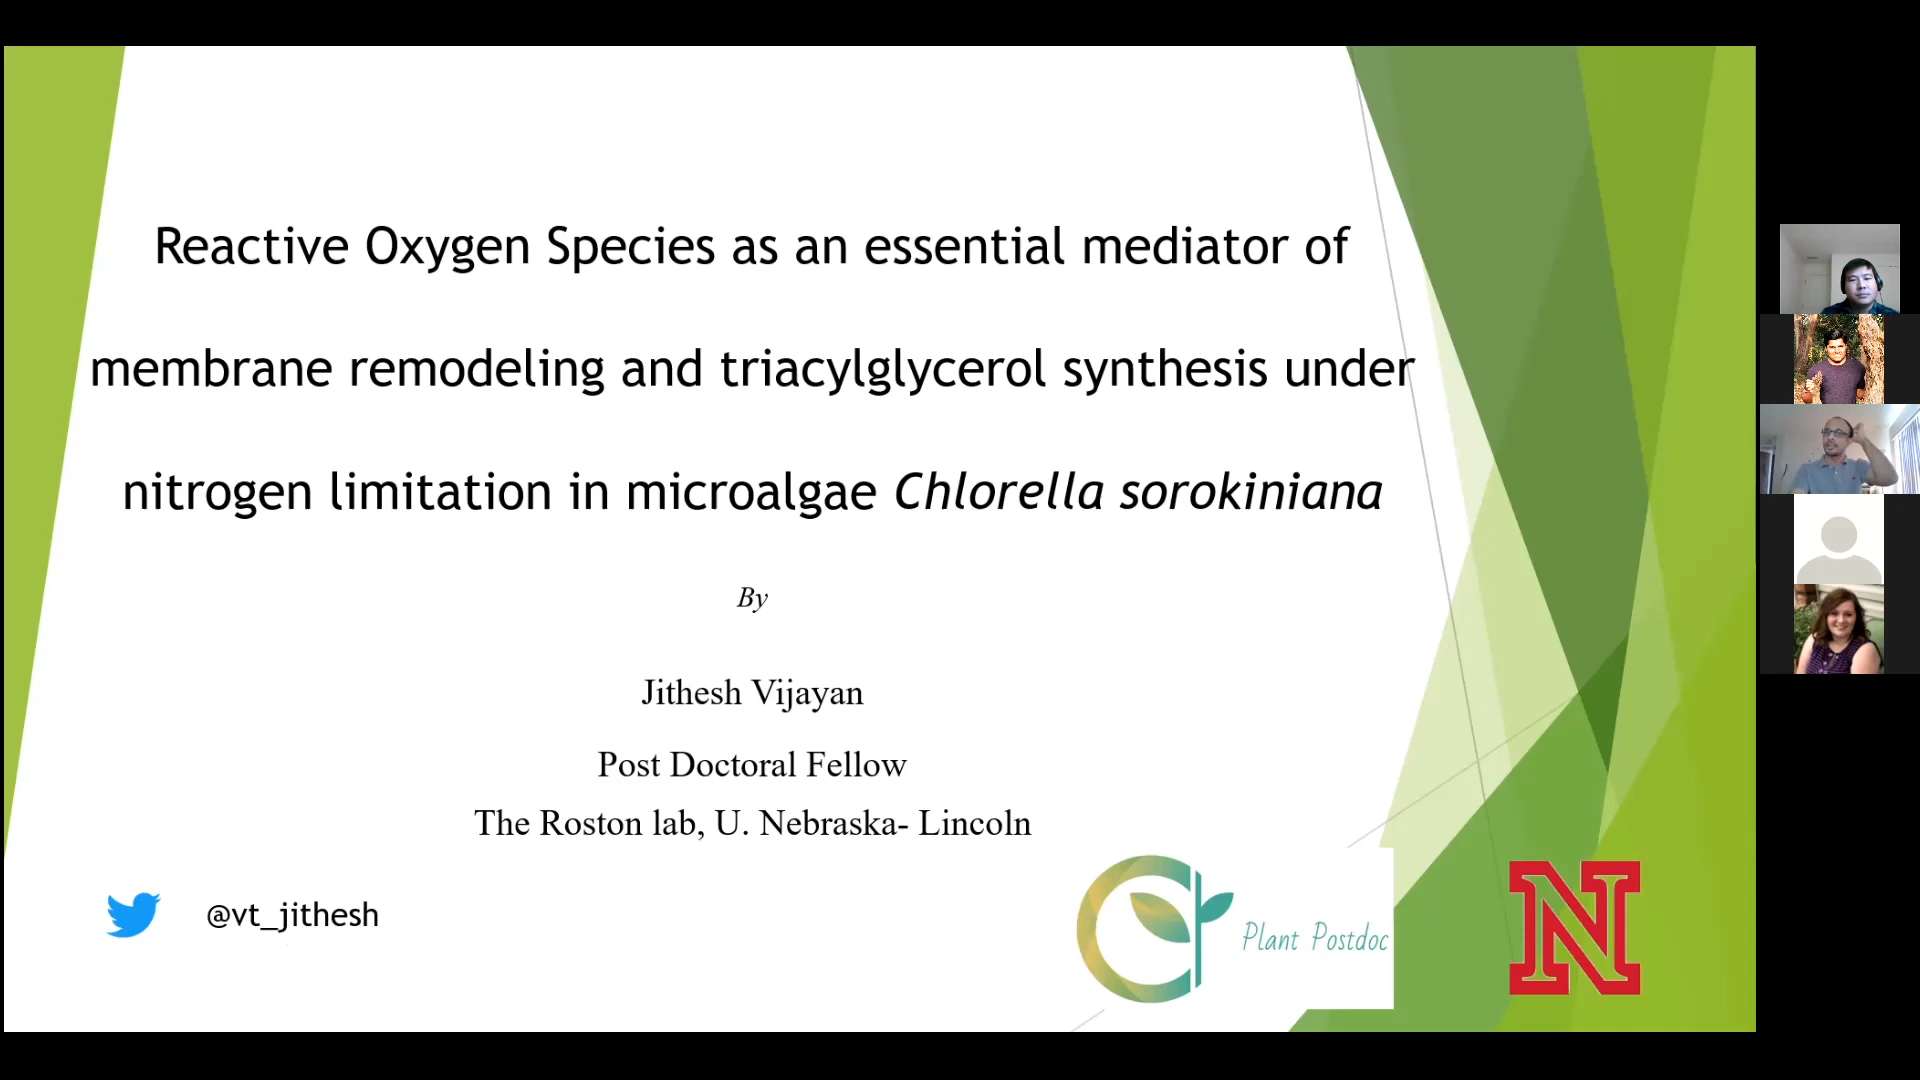 Reactive Oxygen Species as an essential mediator of
membrane remodeling and triacylglycerol synthesis under
nitrogen limitation in microalgae Chlorella sorokiniana
By
Jithesh Vijayan
Post Doctoral Fellow
The Roston lab, U. Nebraska- Lincoln
@vt_jithesh
Plant Postdoc
N